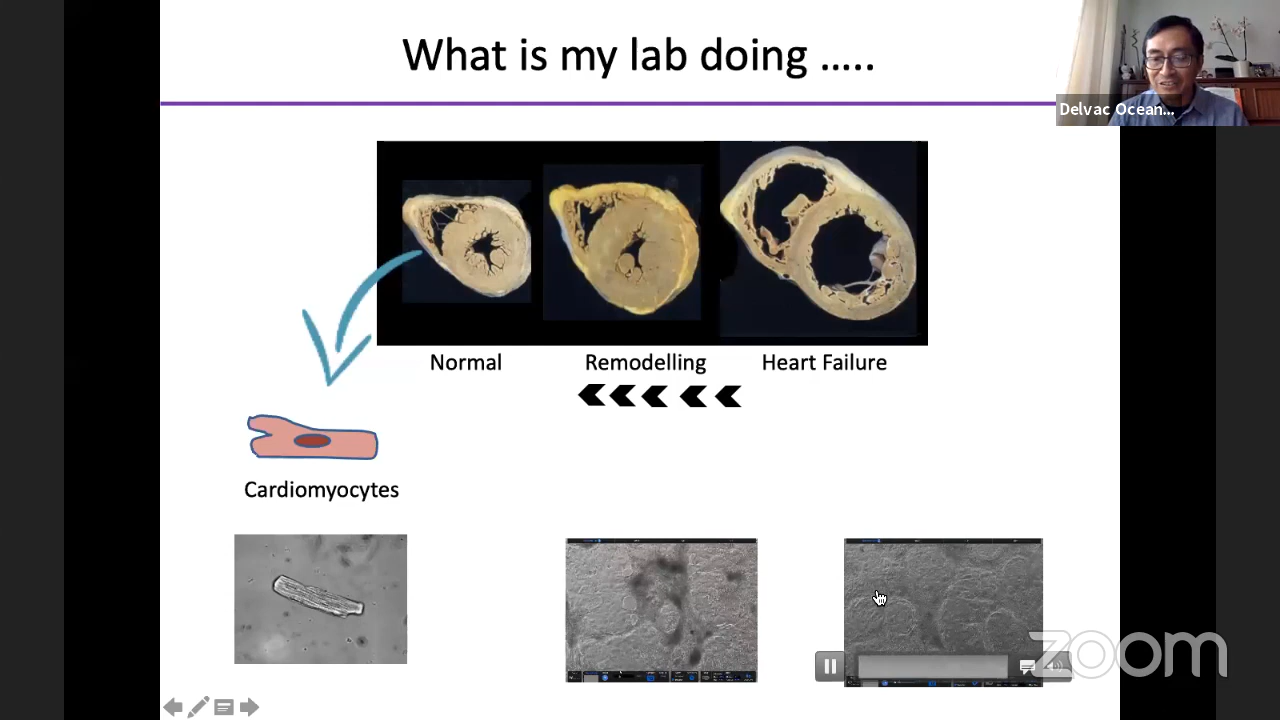 What is my lab doing .....
Delvac Ocean...
Normal
Remodelling
Heart Failure
Cardiomyocytes
zoom